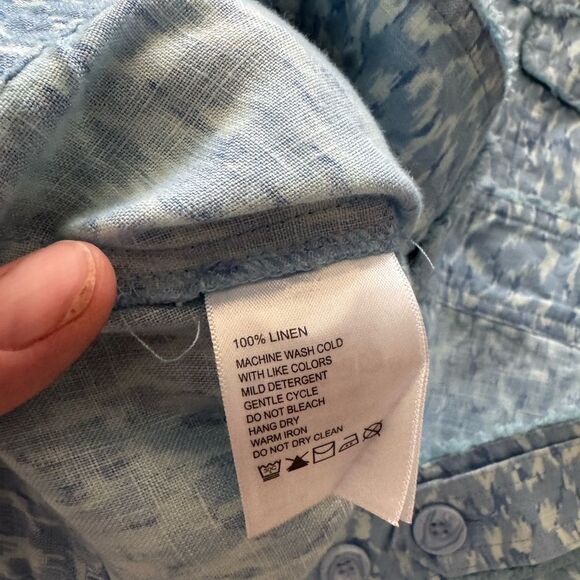 100% LINEN
MACHINE WASH COLD
WITH LIKE COLORS
MILD DETERGENT
GENTLE CYCLE
DO NOT BLEACH
HANG DRY
WARM IRON
DO NOT DRY CLEAN